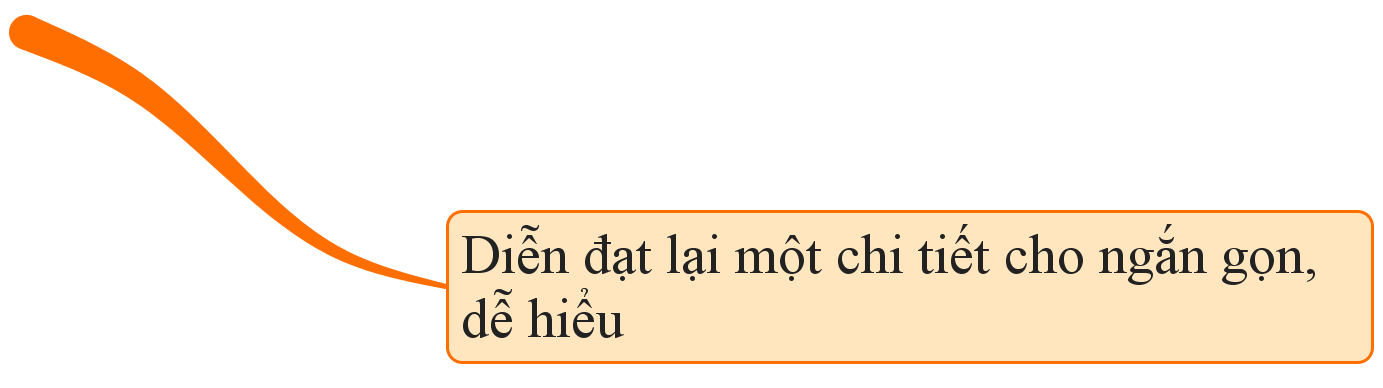 Diễn đạt lại một chi tiết cho ngắn gọn,
dễ hiểu